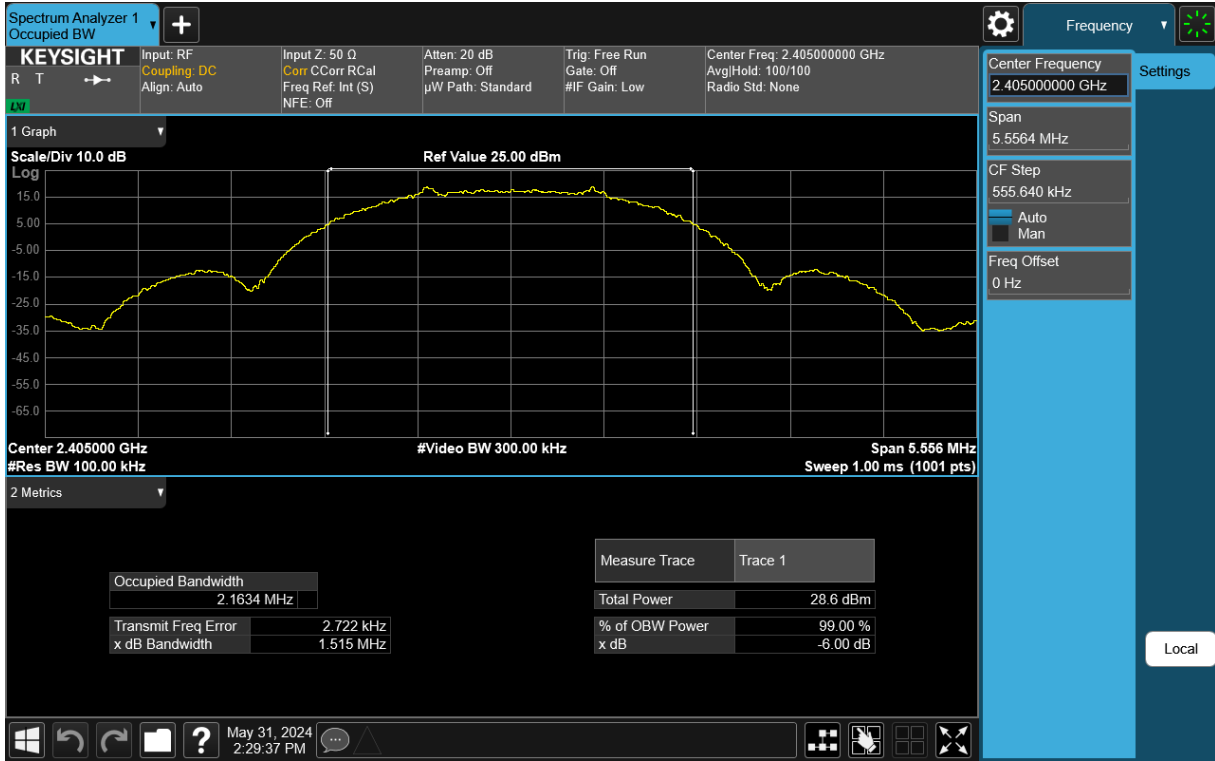 Spectrum Analyzer 1
Occupied BW
Frequency
KEYSIGHT
R T
LXI
Input: RF
Coupling: DC
Align: Auto
Input Z: 50 Ω
Corr CCorr RCal
Freq Ref: Int (S)
NFE: Off
Atten: 20 dB
Preamp: Off
µW Path: Standard
Trig: Free Run
Gate: Off
#IF Gain: Low
Center Freq: 2.405000000 GHz
Avg|Hold: 100/100
Radio Std: None
1 Graph
Scale/Div 10.0 dB
Ref Value 25.00 dBm
Log
15.0
5.00
-5.00
-15.0
-25.0
-35.0
-45.0
-55.0
-65.0
Center 2.405000 GHz
#Video BW 300.00 kHz
Span 5.556 MHz
#Res BW 100.00 kHz
Sweep 1.00 ms (1001 pts)
2 Metrics
Occupied Bandwidth
2.1634 MHz
Transmit Freq Error 2.722 kHz
x dB Bandwidth 1.515 MHz
Measure Trace Trace 1
Total Power 28.6 dBm
% of OBW Power 99.00 %
x dB -6.00 dB
Center Frequency
2.405000000 GHz
Span
5.5564 MHz
CF Step
555.640 kHz
Auto
Man
Freq Offset
0 Hz
Settings
Local
?
May 31, 2024
2:29:37 PM